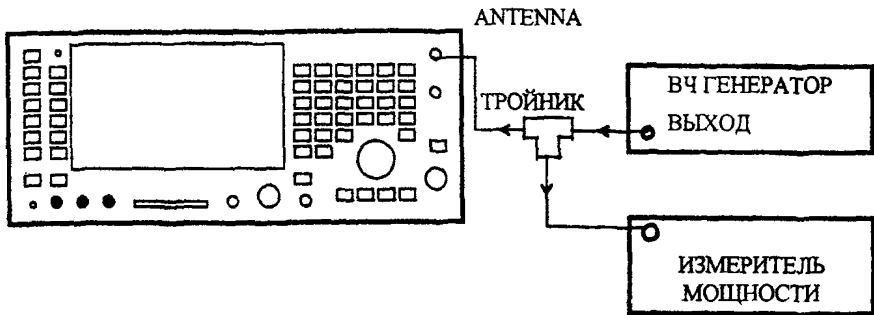 ANTENNA
ТРОЙНИК
ВЧ ГЕНЕРАТОР
ВЫХОД
ИЗМЕРИТЕЛЬ
МОЩНОСТИ